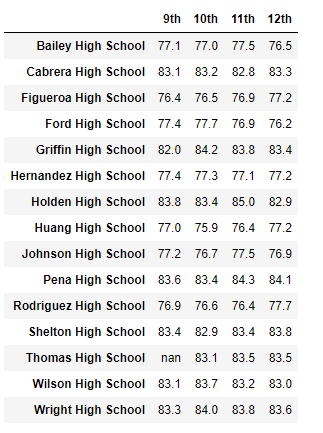 9th 10th 11th 12th
Bailey High School 77.1 77.0 77.5 76.5
Cabrera High School 83.1 83.2 82.8 83.3
Figueroa High School 76.4 76.5 76.9 77.2
Ford High School 77.4 77.7 76.9 76.2
Griffin High School 82.0 84.2 83.8 83.4
Hernandez High School 77.4 77.3 77.1 77.2
Holden High School 83.8 83.4 85.0 82.9
Huang High School 77.0 75.9 76.4 77.2
Johnson High School 77.2 76.7 77.5 76.9
Pena High School 83.6 83.4 84.3 84.1
Rodriguez High School 76.9 76.6 76.4 77.7
Shelton High School 83.4 82.9 83.4 83.8
Thomas High School nan 83.1 83.5 83.5
Wilson High School 83.1 83.7 83.2 83.0
Wright High School 83.3 84.0 83.8 83.6